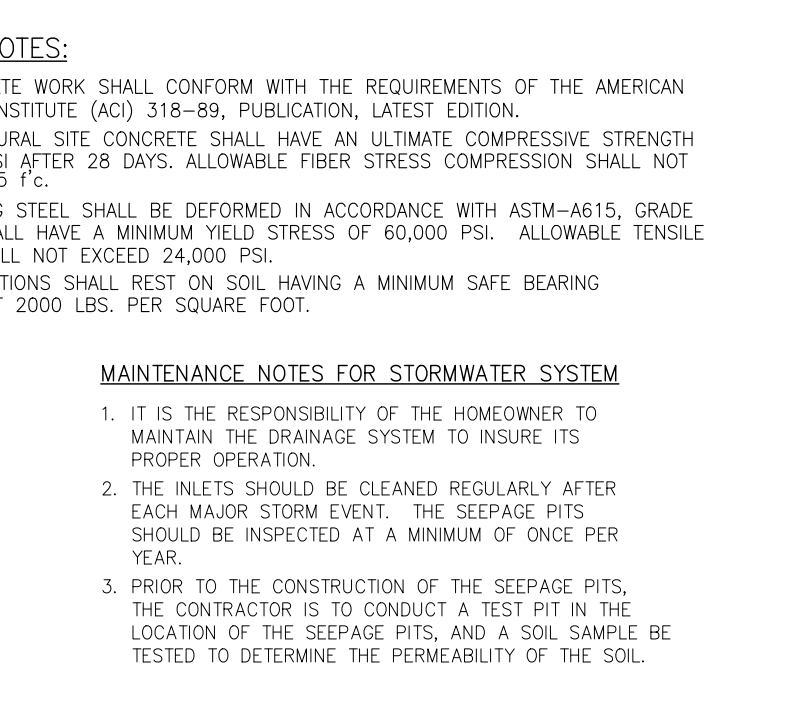 OTES:
TE WORK SHALL CONFORM WITH THE REQUIREMENTS OF THE AMERICAN
NSTITUTE (ACI) 318-89, PUBLICATION, LATEST EDITION.
URAL SITE CONCRETE SHALL HAVE AN ULTIMATE COMPRESSIVE STRENGTH
SI AFTER 28 DAYS. ALLOWABLE FIBER STRESS COMPRESSION SHALL NOT
5 f'c.
G STEEL SHALL BE DEFORMED IN ACCORDANCE WITH ASTM-A615, GRADE
ALL HAVE A MINIMUM YIELD STRESS OF 60,000 PSI. ALLOWABLE TENSILE
LL NOT EXCEED 24,000 PSI.
TIONS SHALL REST ON SOIL HAVING A MINIMUM SAFE BEARING
T 2000 LBS. PER SQUARE FOOT.
MAINTENANCE NOTES FOR STORMWATER SYSTEM
1. IT IS THE RESPONSIBILITY OF THE HOMEOWNER TO
MAINTAIN THE DRAINAGE SYSTEM TO INSURE ITS
PROPER OPERATION.
2. THE INLETS SHOULD BE CLEANED REGULARLY AFTER
EACH MAJOR STORM EVENT. THE SEEPAGE PITS
SHOULD BE INSPECTED AT A MINIMUM OF ONCE PER
YEAR.
3. PRIOR TO THE CONSTRUCTION OF THE SEEPAGE PITS,
THE CONTRACTOR IS TO CONDUCT A TEST PIT IN THE
LOCATION OF THE SEEPAGE PITS, AND A SOIL SAMPLE BE
TESTED TO DETERMINE THE PERMEABILITY OF THE SOIL.